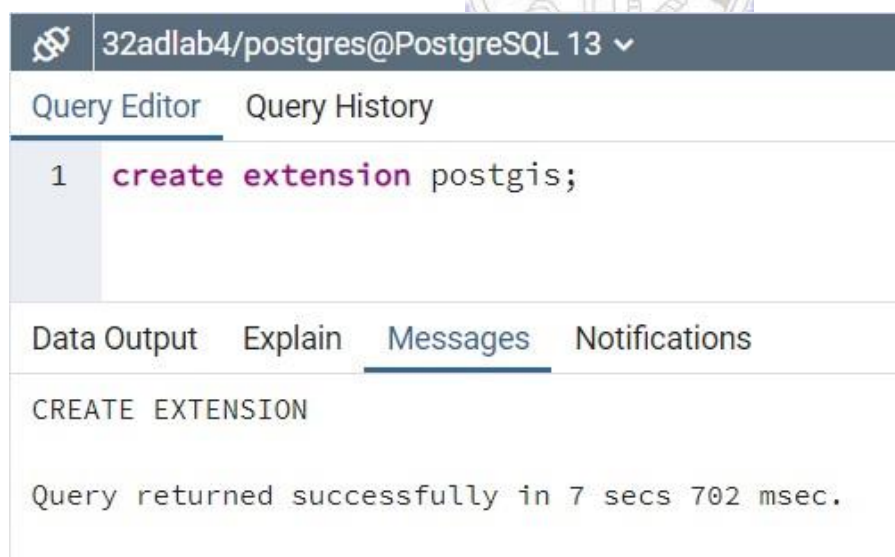 32adlab4/postgres@PostgreSQL 13
Query Editor Query History
1 create extension postgis;
Data Output Explain Messages Notifications
CREATE EXTENSION
Query returned successfully in 7 secs 702 msec.